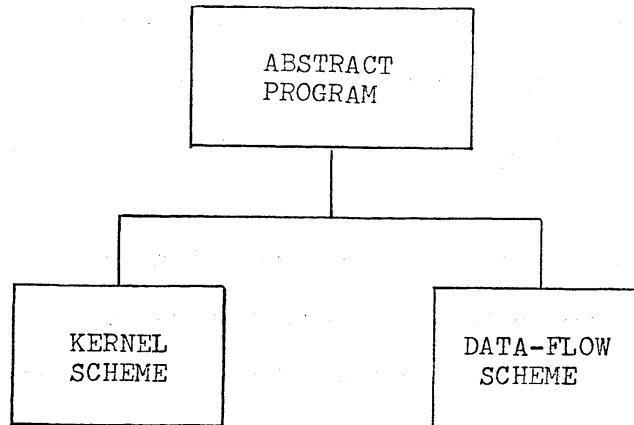 ABSTRACT
PROGRAM
KERNEL
SCHEME
DATA-FLOW
SCHEME